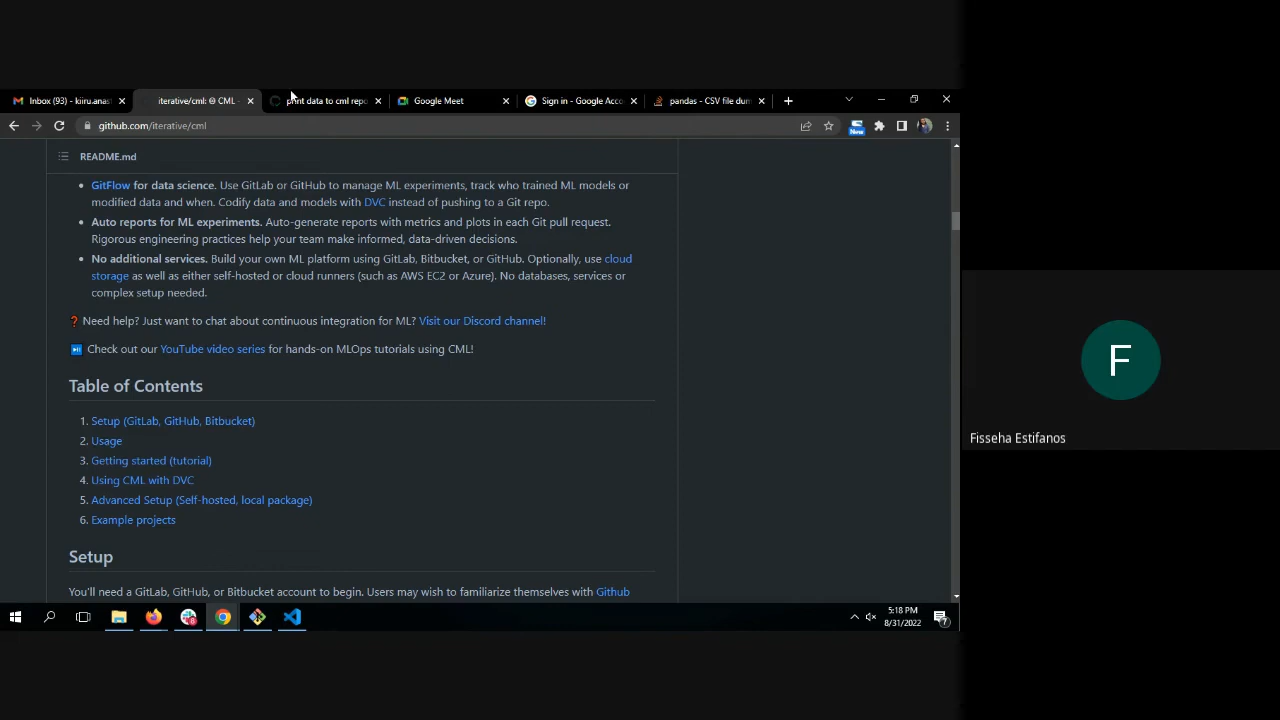 Inbox (93) - kiiru.anas
iterative/cml: ♾️ CML -
print data to cml repo
Google Meet
Sign in - Google Acco
pandas - CSV file dum
github.com/iterative/cml
New
README.md
• GitFlow for data science. Use GitLab or GitHub to manage ML experiments, track who trained ML models or
modified data and when. Codify data and models with DVC instead of pushing to a Git repo.
• Auto reports for ML experiments. Auto-generate reports with metrics and plots in each Git pull request.
Rigorous engineering practices help your team make informed, data-driven decisions.
• No additional services. Build your own ML platform using GitLab, Bitbucket, or GitHub. Optionally, use cloud
storage as well as either self-hosted or cloud runners (such as AWS EC2 or Azure). No databases, services or
complex setup needed.
❓ Need help? Just want to chat about continuous integration for ML? Visit our Discord channel!
⏯️ Check out our YouTube video series for hands-on MLOps tutorials using CML!
Table of Contents
1. Setup (GitLab, GitHub, Bitbucket)
2. Usage
3. Getting started (tutorial)
4. Using CML with DVC
5. Advanced Setup (Self-hosted, local package)
6. Example projects
Setup
You'll need a GitLab, GitHub, or Bitbucket account to begin. Users may wish to familiarize themselves with Github
5:18 PM
8/31/2022
7
F
Fisseha Estifanos